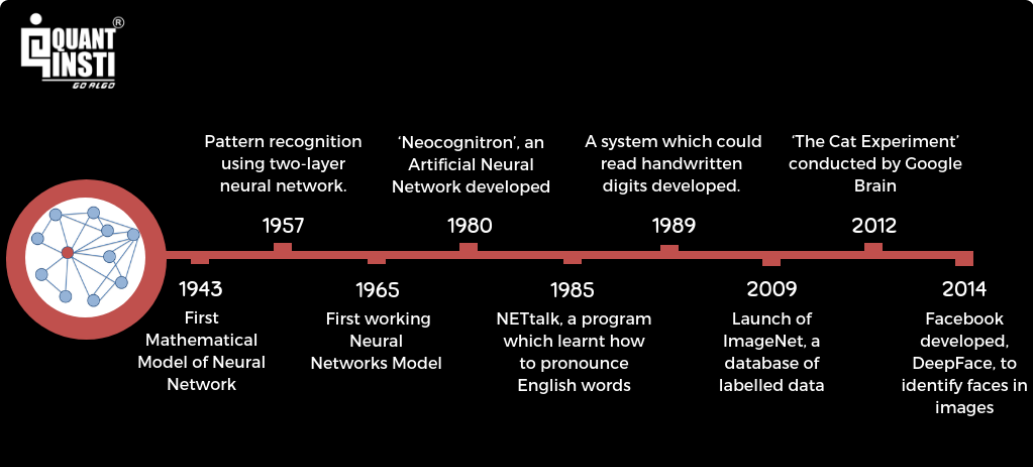 QUANT
INSTI
GO ALGO
®
Pattern recognition
using two-layer
neural network.
1957
‘Neocognitron’, an
Artificial Neural
Network developed
1980
A system which could
read handwritten
digits developed.
1989
‘The Cat Experiment’
conducted by Google
Brain
2012
1943
First
Mathematical
Model of Neural
Network
1965
First working
Neural
Networks Model
1985
NETtalk, a program
which learnt how
to pronounce
English words
2009
Launch of
ImageNet, a
database of
labelled data
2014
Facebook
developed,
DeepFace, to
identify faces in
images